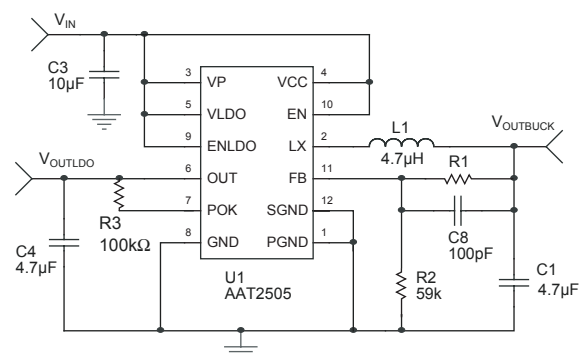 VIN
C3
10µF
3
VP
VCC
4
5
VLDO
EN
10
9
ENLDO
LX
2
L1
4.7µH
VOUTBUCK
VOUTLDO
6
OUT
FB
11
R1
7
POK
SGND
12
R3
100kΩ
C8
100pF
8
GND
PGND
1
C4
4.7µF
U1
AAT2505
R2
59k
C1
4.7µF